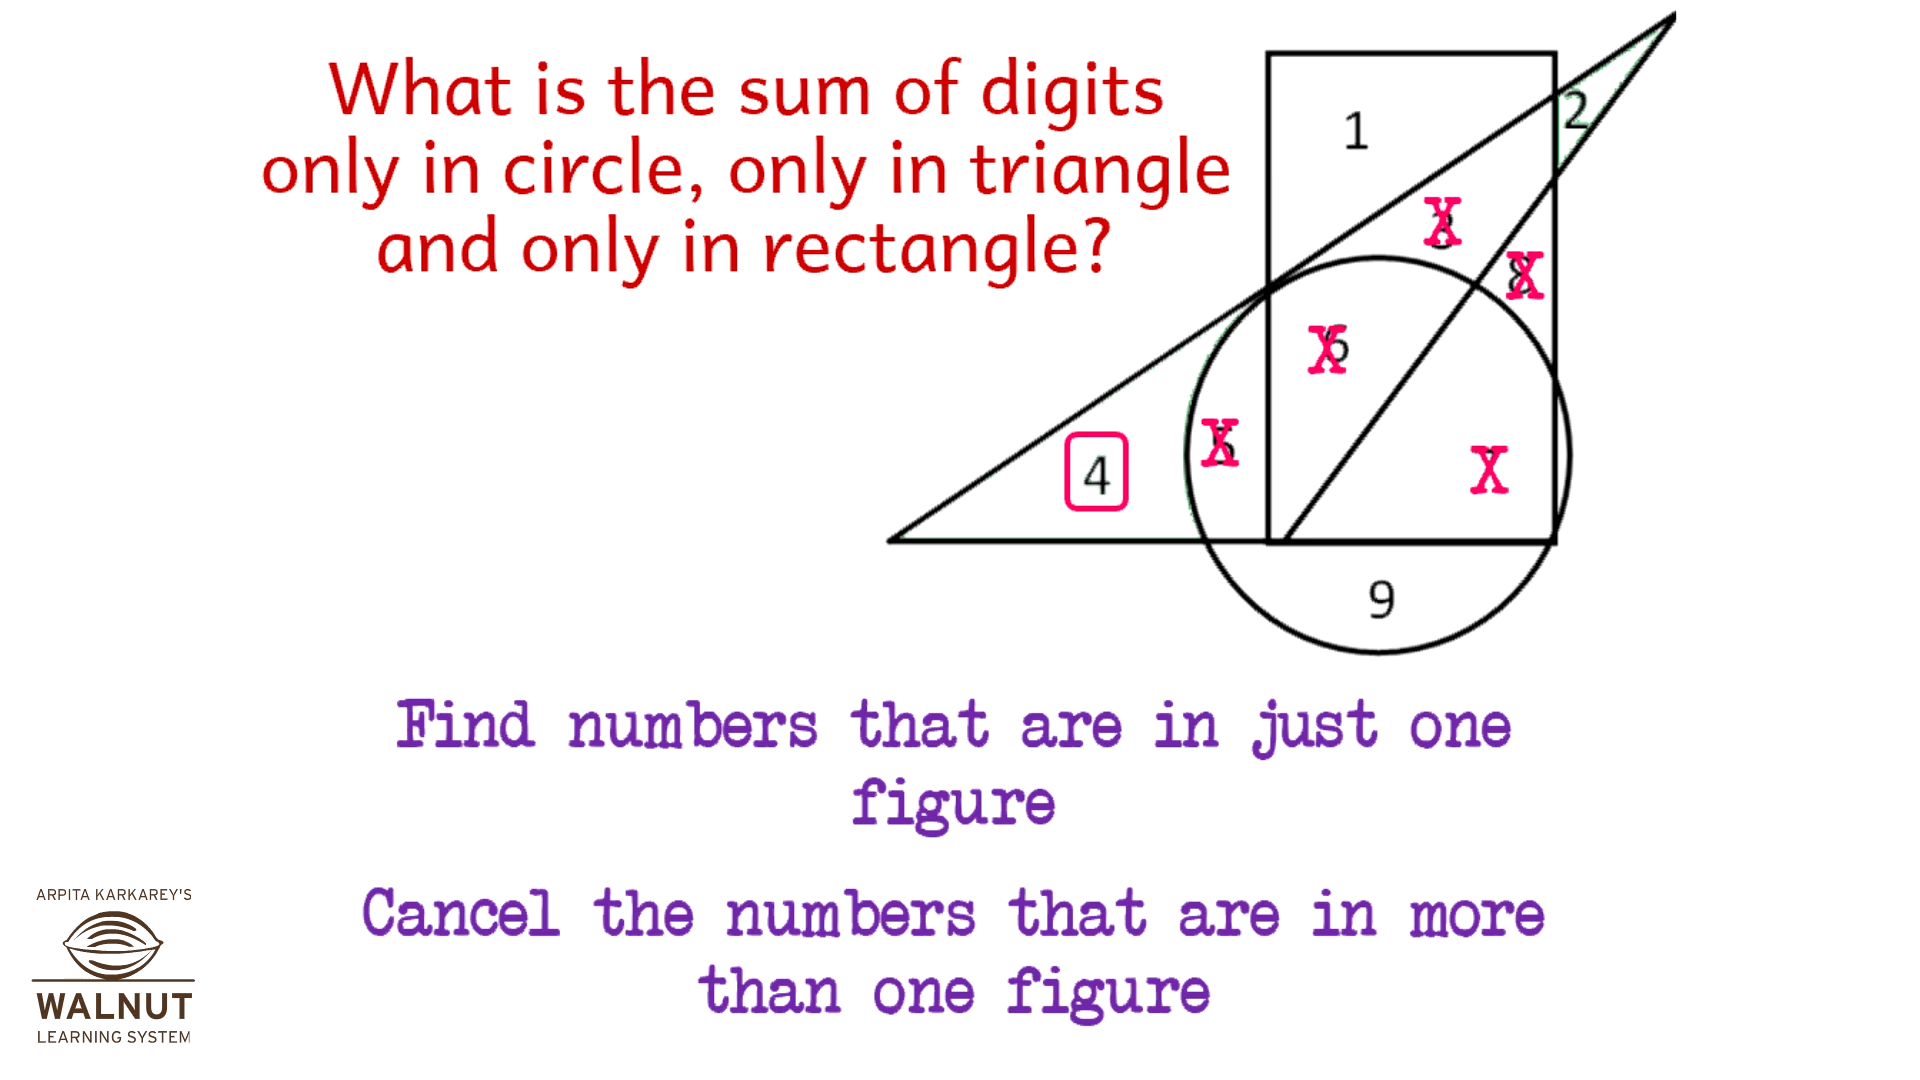 What is the sum of digits
only in circle, only in triangle
and only in rectangle?
1
2
X
X
X
6
X
4
X
9
Find numbers that are in just one
figure
Cancel the numbers that are in more
than one figure
ARPITA KARKAREY'S
WALNUT
LEARNING SYSTEM